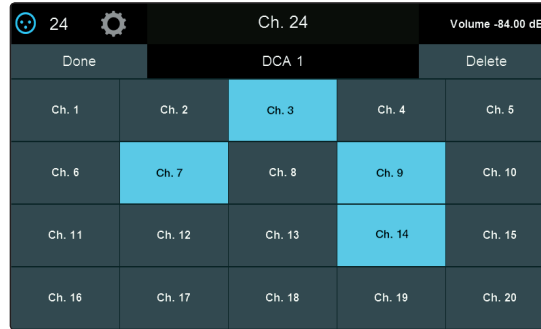 24 Ch. 24 Volume -84.00 dB
Done DCA 1 Delete
Ch. 1 Ch. 2 Ch. 3 Ch. 4 Ch. 5
Ch. 6 Ch. 7 Ch. 8 Ch. 9 Ch. 10
Ch. 11 Ch. 12 Ch. 13 Ch. 14 Ch. 15
Ch. 16 Ch. 17 Ch. 18 Ch. 19 Ch. 20